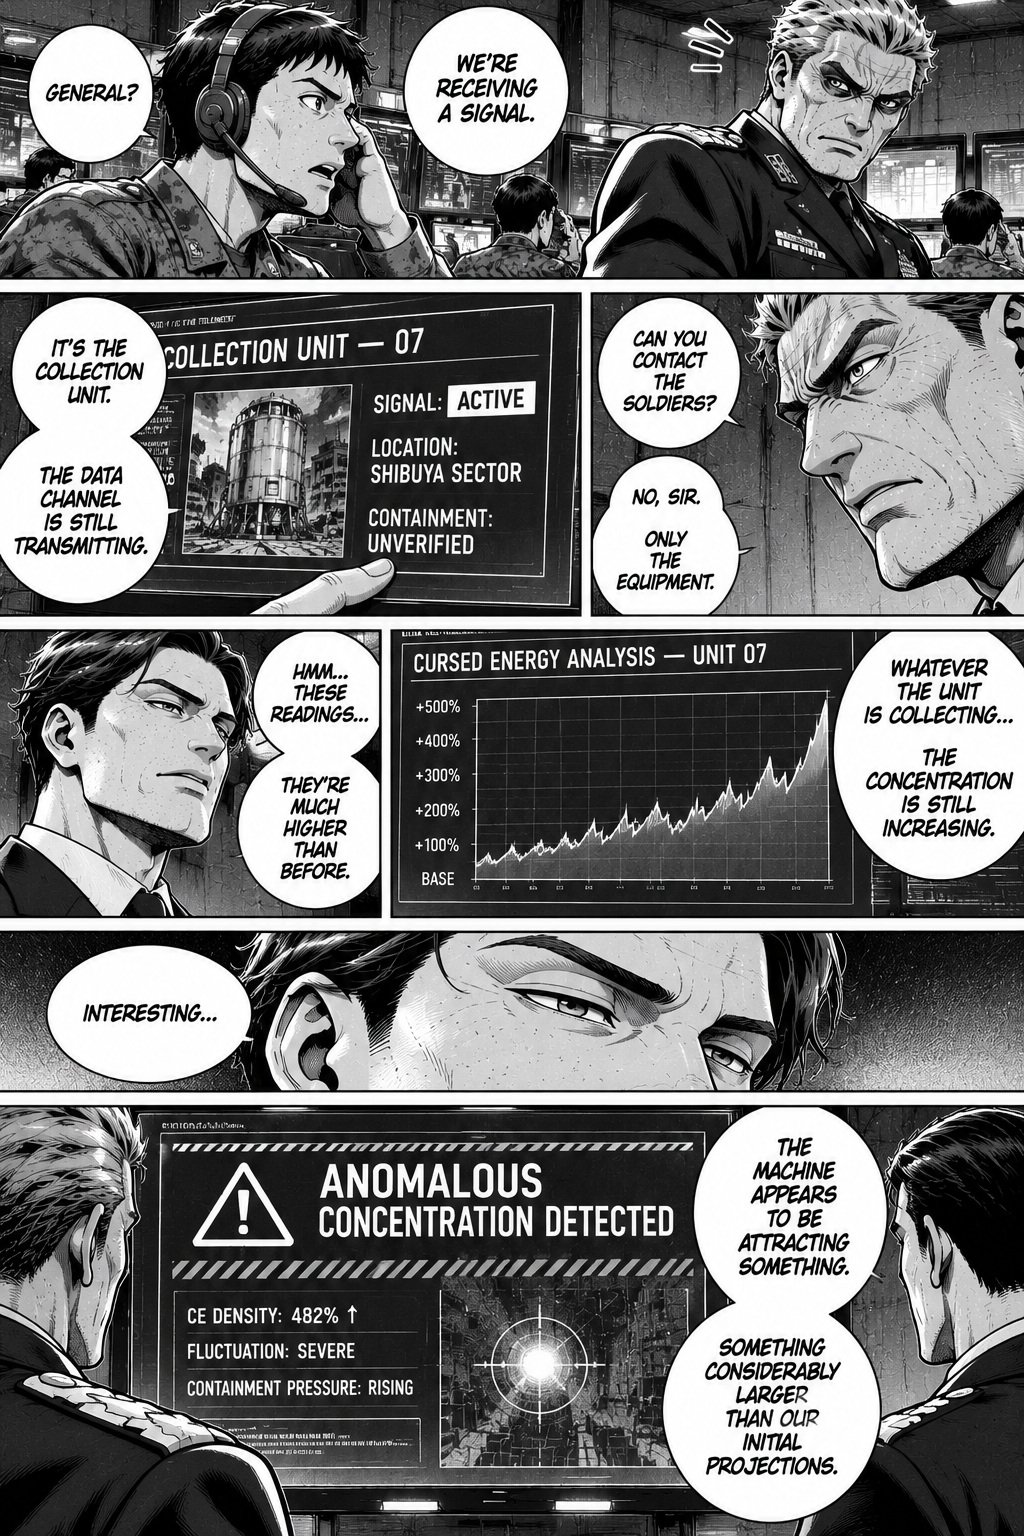 GENERAL?
WE'RE
RECEIVING
A SIGNAL.
IT'S THE
COLLECTION
UNIT.
THE DATA
CHANNEL
IS STILL
TRANSMITTING.
COLLECTION UNIT — 07
SIGNAL: ACTIVE
LOCATION:
SHIBUYA SECTOR
CONTAINMENT:
UNVERIFIED
CAN YOU
CONTACT
THE
SOLDIERS?
NO, SIR.
ONLY
THE
EQUIPMENT.
HMM...
THESE
READINGS...
THEY'RE
MUCH
HIGHER
THAN
BEFORE.
CURSED ENERGY ANALYSIS — UNIT 07
+500%
+400%
+300%
+200%
+100%
BASE
WHATEVER
THE UNIT
IS COLLECTING...
THE
CONCENTRATION
IS STILL
INCREASING.
INTERESTING...
ANOMALOUS
CONCENTRATION DETECTED
CE DENSITY: 482% ↑
FLUCTUATION: SEVERE
CONTAINMENT PRESSURE: RISING
THE
MACHINE
APPEARS
TO BE
ATTRACTING
SOMETHING.
SOMETHING
CONSIDERABLY
LARGER
THAN OUR
INITIAL
PROJECTIONS.